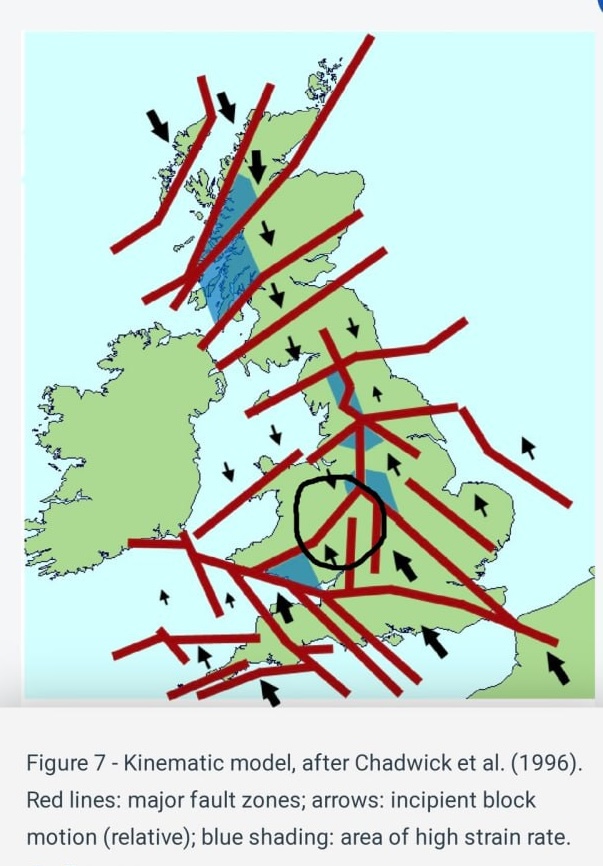 Figure 7 - Kinematic model, after Chadwick et al. (1996).
Red lines: major fault zones; arrows: incipient block
motion (relative); blue shading: area of high strain rate.